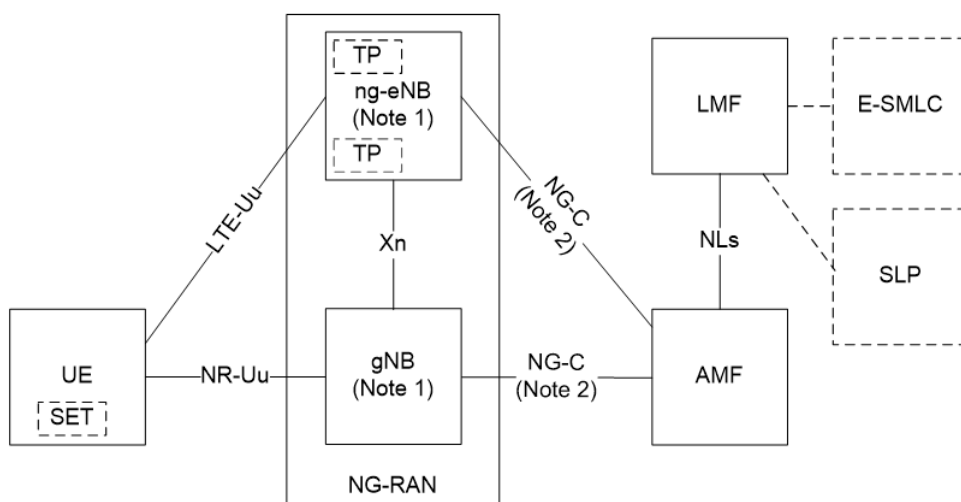 TP
ng-eNB
(Note 1)
TP
LMF
E-SMLC
LTE-Uu
Xn
NG-C
(Note 2)
NLs
SLP
UE
SET
NR-Uu
gNB
(Note 1)
NG-C
(Note 2)
AMF
NG-RAN